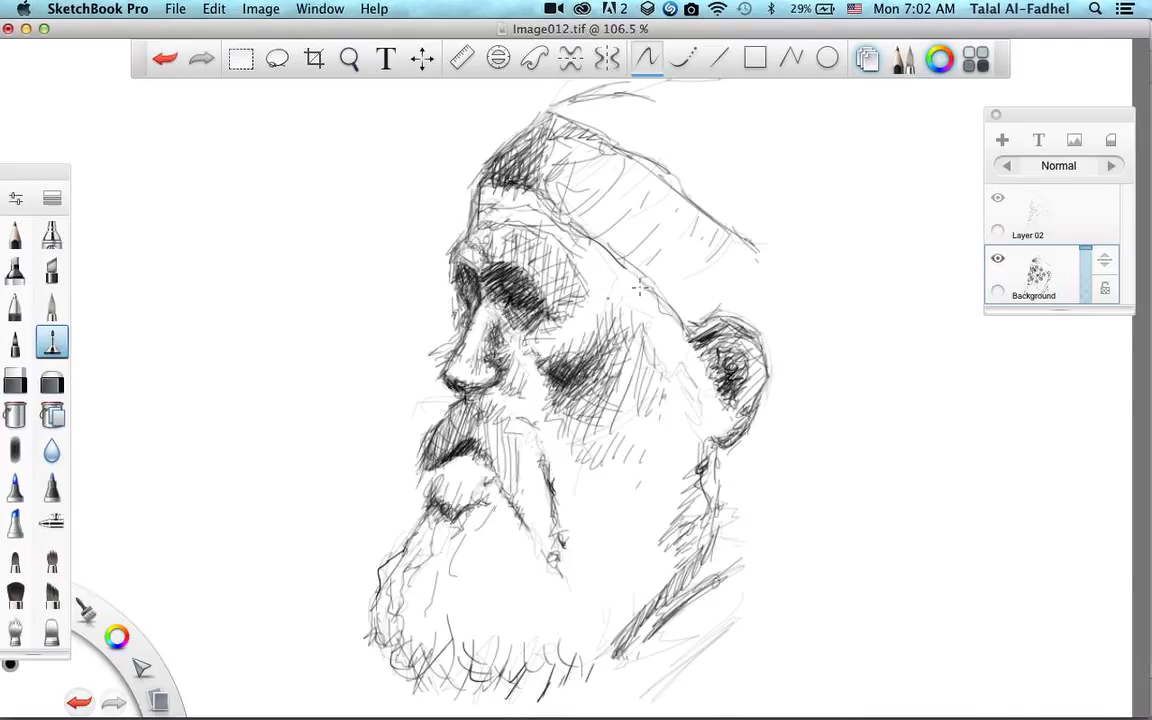 SketchBook Pro File Edit Image Window Help 2 29% Mon 7:02 AM Talal Al-Fadhel
Image012.tif @ 106.5 %
T
T
Normal
Layer 02
Background